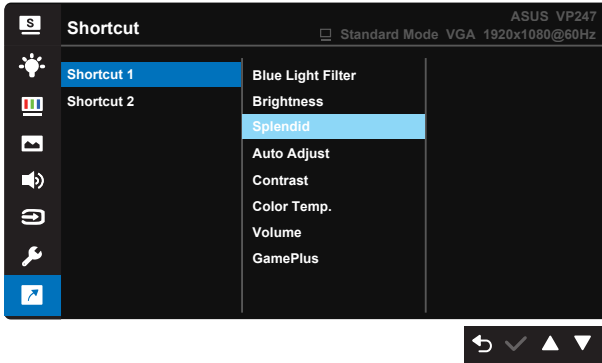 S
Shortcut
ASUS VP247
Standard Mode VGA 1920x1080@60Hz
Shortcut 1
Shortcut 2
Blue Light Filter
Brightness
Splendid
Auto Adjust
Contrast
Color Temp.
Volume
GamePlus